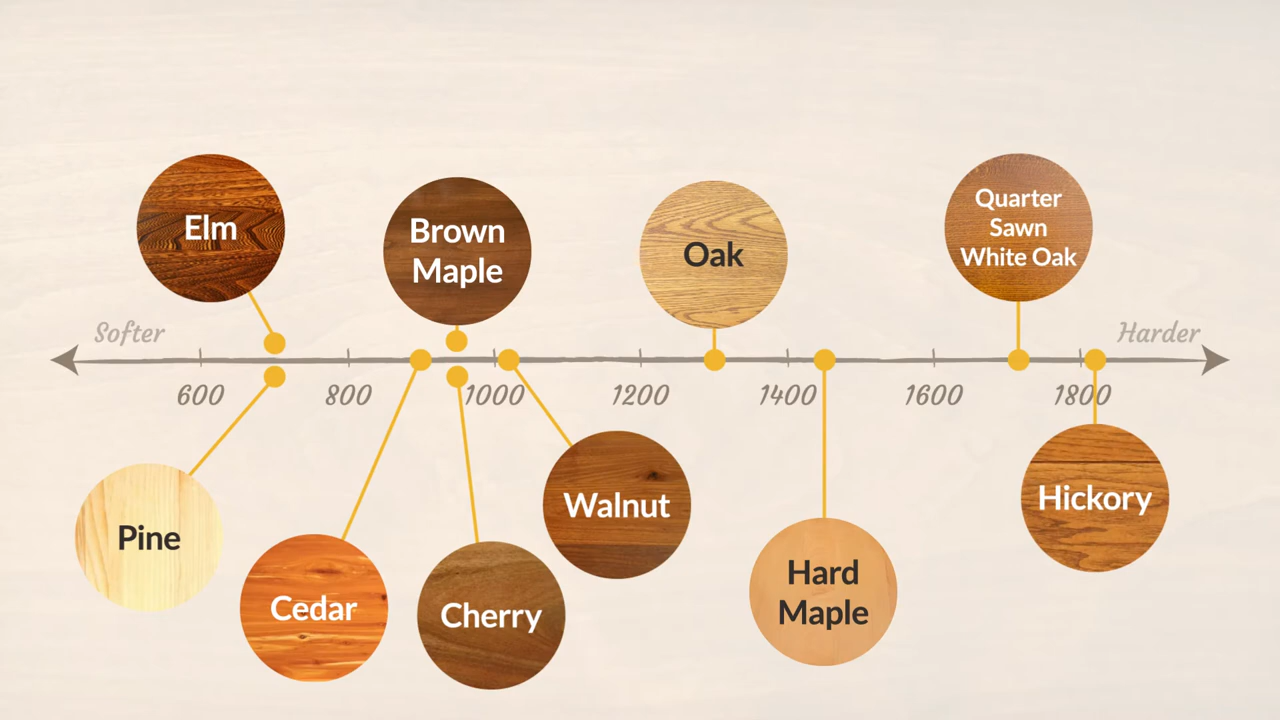 Elm
Brown
Maple
Oak
Quarter
Sawn
White Oak
Softer
Harder
600 800 1000 1200 1400 1600 1800
Pine
Cedar
Cherry
Walnut
Hard
Maple
Hickory